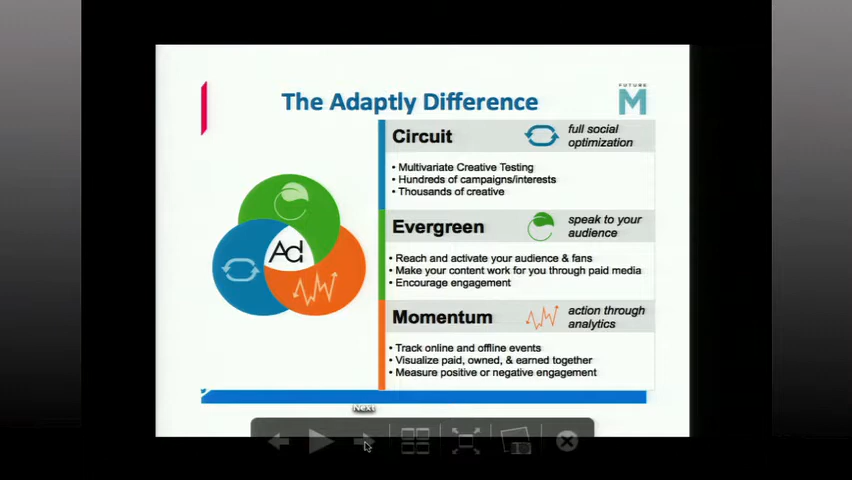 The Adaptly Difference
FUTURE
M
Circuit
full social
optimization
• Multivariate Creative Testing
• Hundreds of campaigns/interests
• Thousands of creative
Evergreen
speak to your
audience
• Reach and activate your audience & fans
• Make your content work for you through paid media
• Encourage engagement
Ad
Momentum
action through
analytics
• Track online and offline events
• Visualize paid, owned, & earned together
• Measure positive or negative engagement
Next